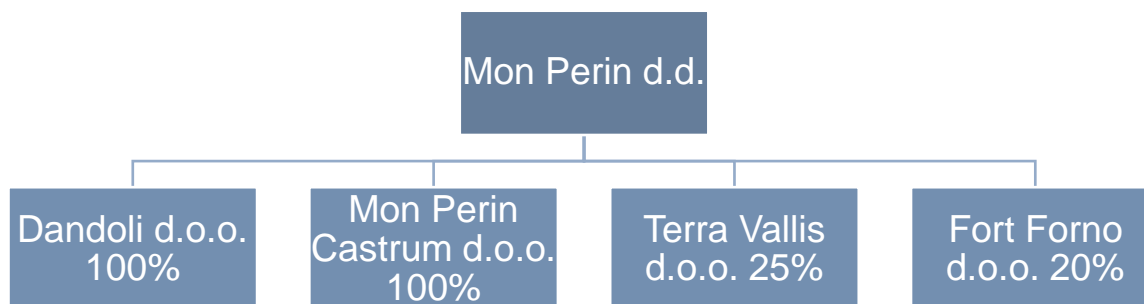 Mon Perin d.d.
Dandoli d.o.o.
100%
Mon Perin
Castrum d.o.o.
100%
Terra Vallis
d.o.o. 25%
Fort Forno
d.o.o. 20%